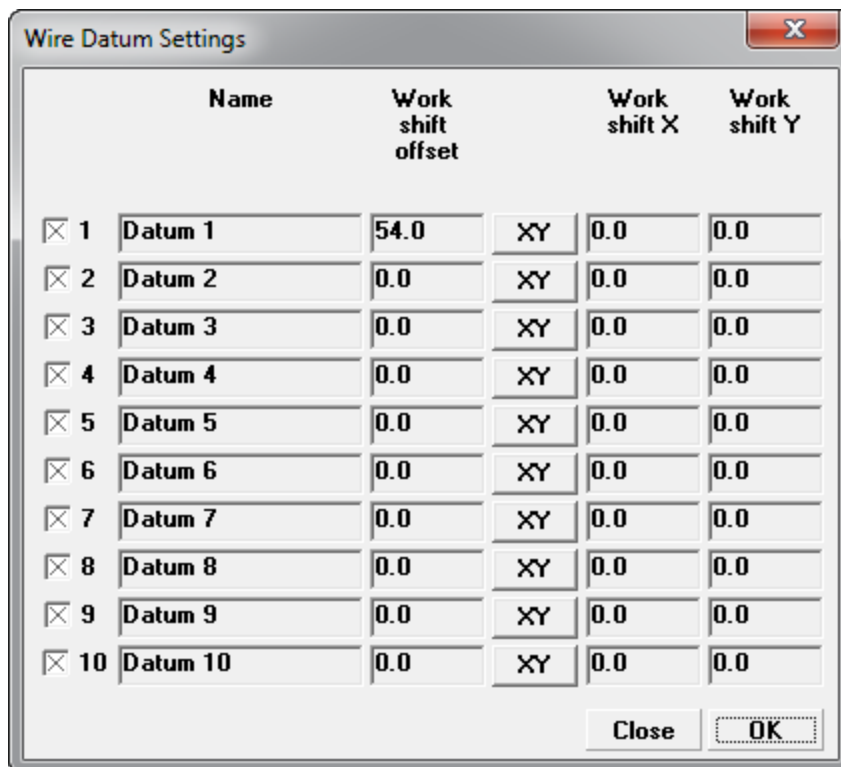 Wire Datum Settings
Name Work shift offset Work shift X Work shift Y
1 Datum 1 54.0 XY 0.0 0.0
2 Datum 2 0.0 XY 0.0 0.0
3 Datum 3 0.0 XY 0.0 0.0
4 Datum 4 0.0 XY 0.0 0.0
5 Datum 5 0.0 XY 0.0 0.0
6 Datum 6 0.0 XY 0.0 0.0
7 Datum 7 0.0 XY 0.0 0.0
8 Datum 8 0.0 XY 0.0 0.0
9 Datum 9 0.0 XY 0.0 0.0
10 Datum 10 0.0 XY 0.0 0.0
Close OK